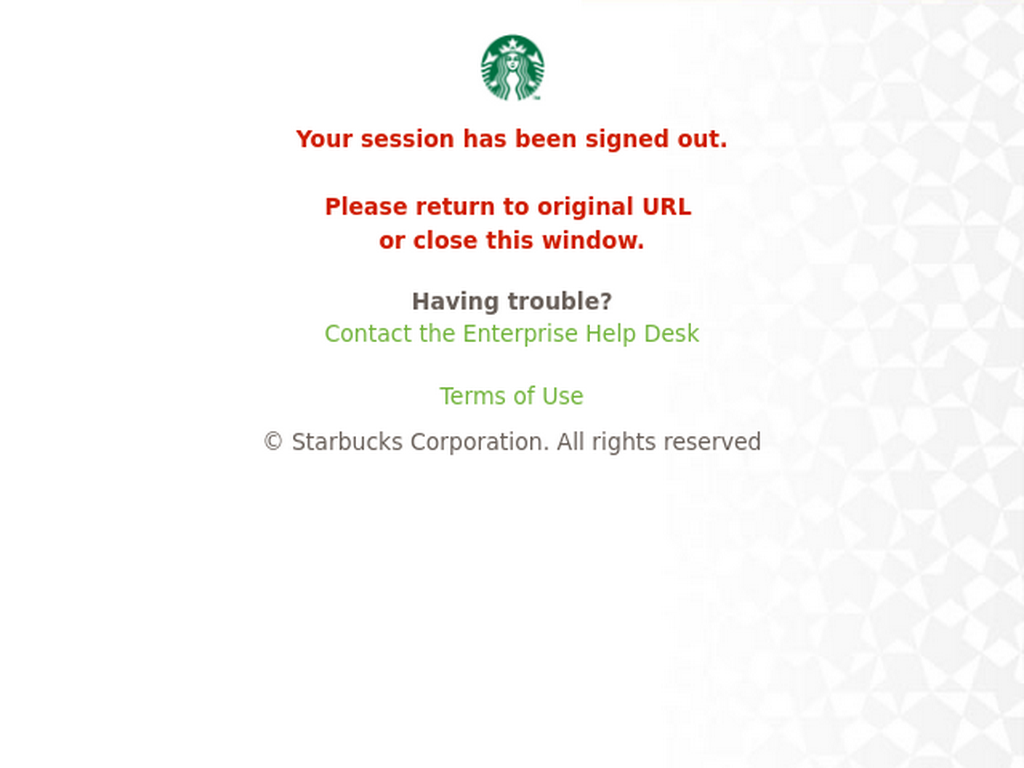 Your session has been signed out.
Please return to original URL
or close this window.
Having trouble?
Contact the Enterprise Help Desk
Terms of Use
© Starbucks Corporation. All rights reserved